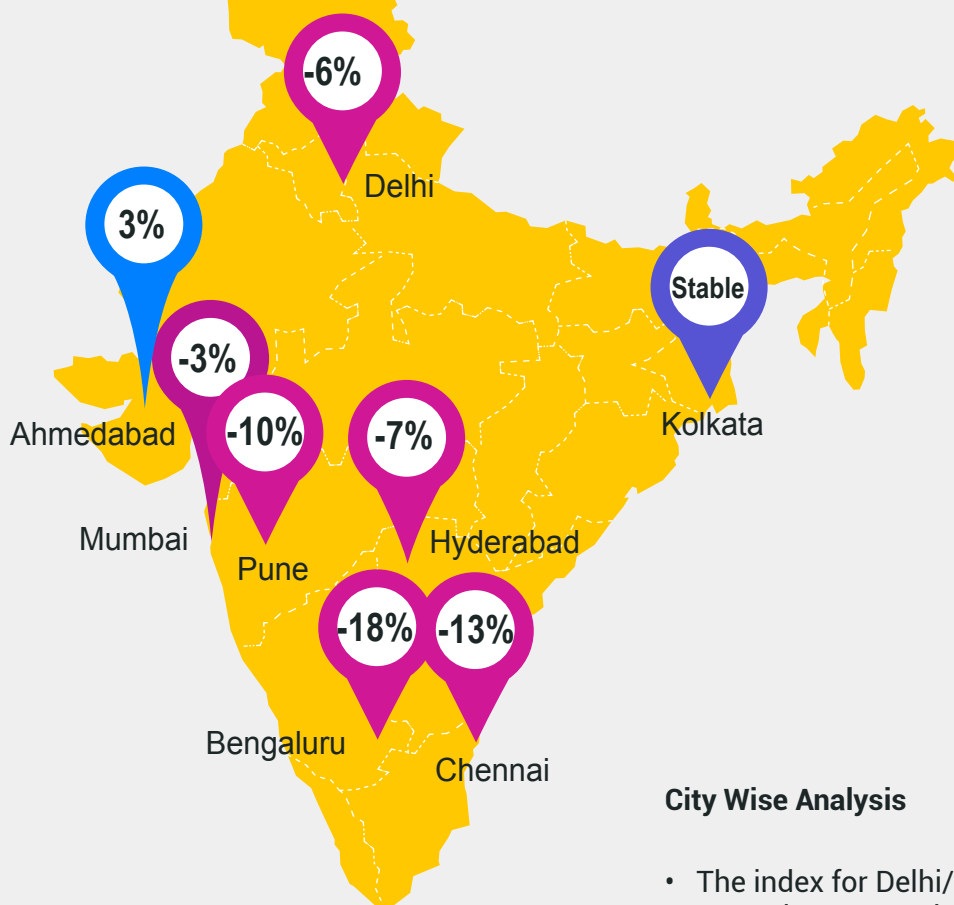 -6%
Delhi
3%
Stable
-3%
Ahmedabad
-10%
-7%
Kolkata
Mumbai
Pune
Hyderabad
-18%
-13%
Bengaluru
Chennai
City Wise Analysis
• The index for Delhi/